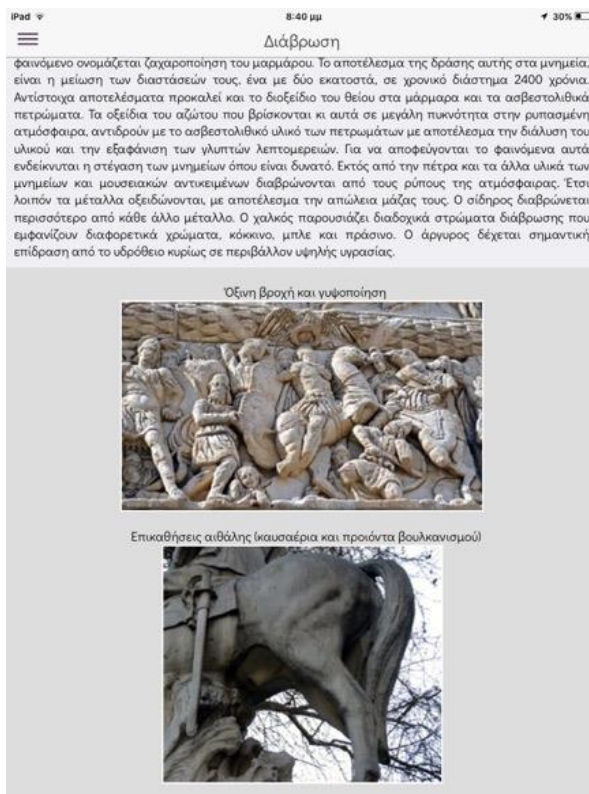 iPad
8:40 μμ
30%
Διάβρωση
φαινόμενο ονομάζεται ζαχαροποίηση του μαρμάρου. Το αποτέλεσμα της δράσης αυτής στα μνημεία,
είναι η μείωση των διαστάσεών τους, ένα με δύο εκατοστά, σε χρονικό διάστημα 2400 χρόνια.
Αντίστοιχα αποτελέσματα προκαλεί και το διοξείδιο του θείου στα μάρμαρα και τα ασβεστολιθικά
πετρώματα. Τα οξείδια του αζώτου που βρίσκονται κι αυτά σε μεγάλη πυκνότητα στην ρυπασμένη
ατμόσφαιρα, αντιδρούν με το ασβεστολιθικό υλικό των πετρωμάτων με αποτέλεσμα την διάλυση του
υλικού και την εξαφάνιση των γλυπτών λεπτομερειών. Για να αποφεύγονται το φαινόμενα αυτά
ενδείκνυται η στέγαση των μνημείων όπου είναι δυνατό. Εκτός από την πέτρα και τα άλλα υλικά των
μνημείων και μουσειακών αντικειμένων διαβρώνονται από τους ρύπους της ατμόσφαιρας. Έτσι
λοιπόν τα μέταλλα οξειδώνονται, με αποτέλεσμα την απώλεια μάζας τους. Ο σίδηρος διαβρώνεται
περισσότερο από κάθε άλλο μέταλλο. Ο χαλκός παρουσιάζει διαδοχικά στρώματα διάβρωσης που
εμφανίζουν διαφορετικά χρώματα, κόκκινο, μπλε και πράσινο. Ο άργυρος δέχεται σημαντική
επίδραση από το υδρόθειο κυρίως σε περιβάλλον υψηλής υγρασίας.
Όξινη βροχή και γυψοποίηση
Επικαθήσεις αιθάλης (καυσαέρια και προιόντα βουλκανισμού)